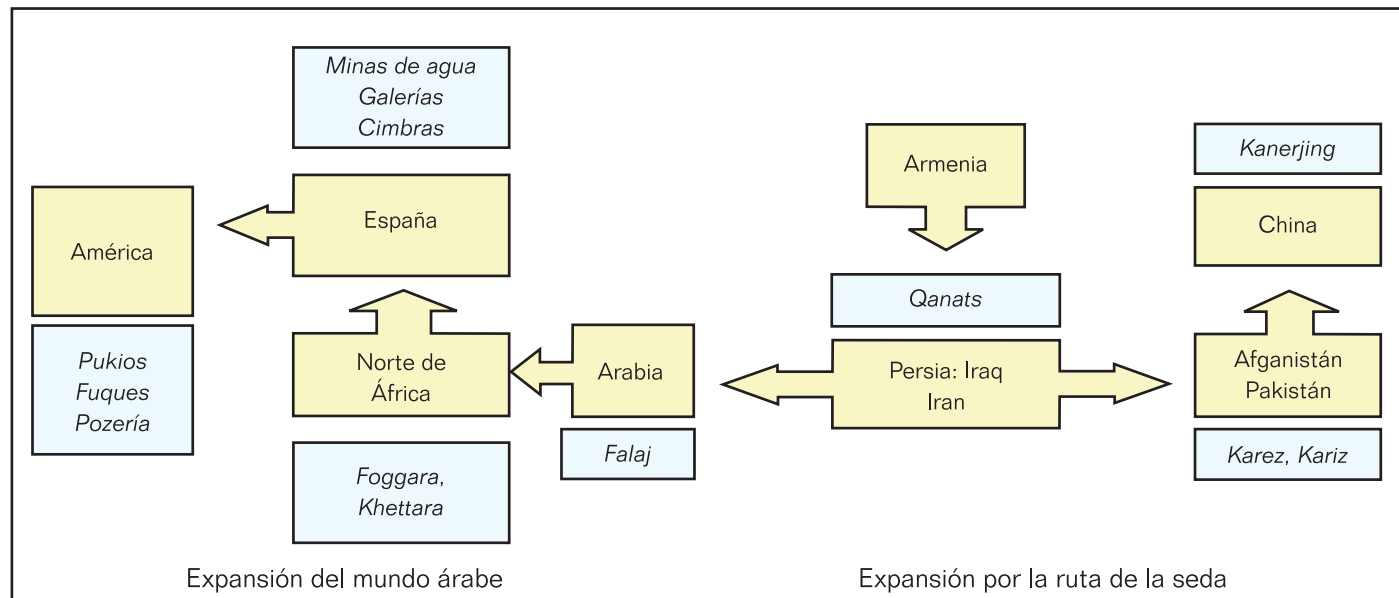 Minas de agua
Galerías
Cimbras
España
América
Pukios
Fuques
Pozería
Norte de
África
Foggara,
Khettara
Arabia
Falaj
Expansión del mundo árabe
Armenia
Qanats
Persia: Iraq
Iran
Kanerjing
China
Afganistán
Pakistán
Karez, Kariz
Expansión por la ruta de la seda